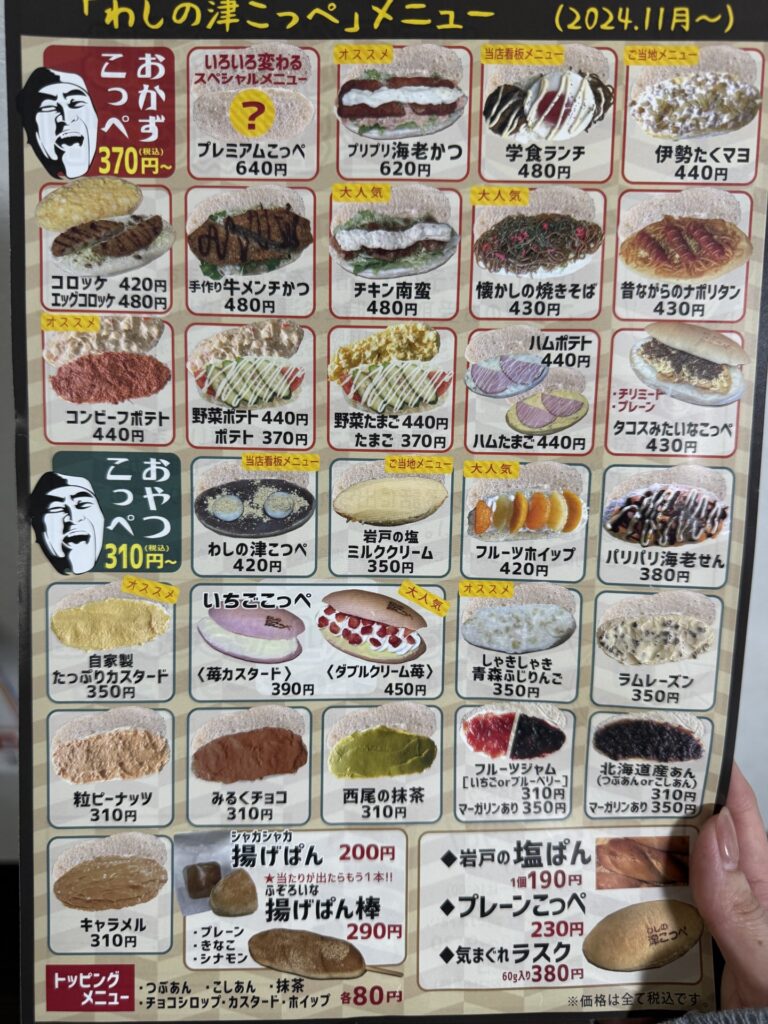 「わしの津こっぺ」メニュー (2024.11月～)
おかず
こっぺ
370円～
(税込)
いろいろ変わる
スペシャルメニュー
?
プレミアムこっぺ
640円
オススメ
プリプリ海老かつ
620円
当店看板メニュー
学食ランチ
480円
ご当地メニュー
伊勢たくマヨ
440円
コロッケ 420円
エッグコロッケ 480円
手作り牛メンチかつ
480円
大人気
チキン南蛮
480円
大人気
懐かしの焼きそば
430円
昔ながらのナポリタン
430円
オススメ
コンビーフポテト
440円
野菜ポテト 440円
ポテト 370円
野菜たまご 440円
たまご 370円
ハムポテト
440円
ハムたまご 440円
・チリミート
・プレーン
タコスみたいなこっぺ
430円
おやつ
こっぺ
310円～
(税込)
当店看板メニュー
わしの津こっぺ
420円
ご当地メニュー
岩戸の塩
ミルククリーム
350円
大人気
フルーツホイップ
420円
パリパリ海老せん
380円
オススメ
自家製
たっぷりカスタード
350円
いちごこっぺ
〈苺カスタード〉
390円
大人気
〈ダブルクリーム苺〉
450円
オススメ
しゃきしゃき
青森ふじりんご
350円
ラムレーズン
350円
粒ピーナッツ
310円
みるくチョコ
310円
西尾の抹茶
310円
フルーツジャム
[いちごorブルーベリー]
310円
マーガリンあり 350円
北海道産あん
(つぶあんorこしあん)
310円
マーガリンあり 350円
キャラメル
310円
シャカシャカ
揚げぱん 200円
★当たりが出たらもう1本!!
ふぞろいな
揚げぱん棒
290円
・プレーン
・きなこ
・シナモン
◆岩戸の塩ぱん
1個190円
◆プレーンこっぺ
230円
◆気まぐれラスク
60g入り380円
わしの
津こっぺ
トッピング
メニュー
・つぶあん ・こしあん ・抹茶
・チョコシロップ・カスタード・ホイップ 各80円
※価格は全て税込です。